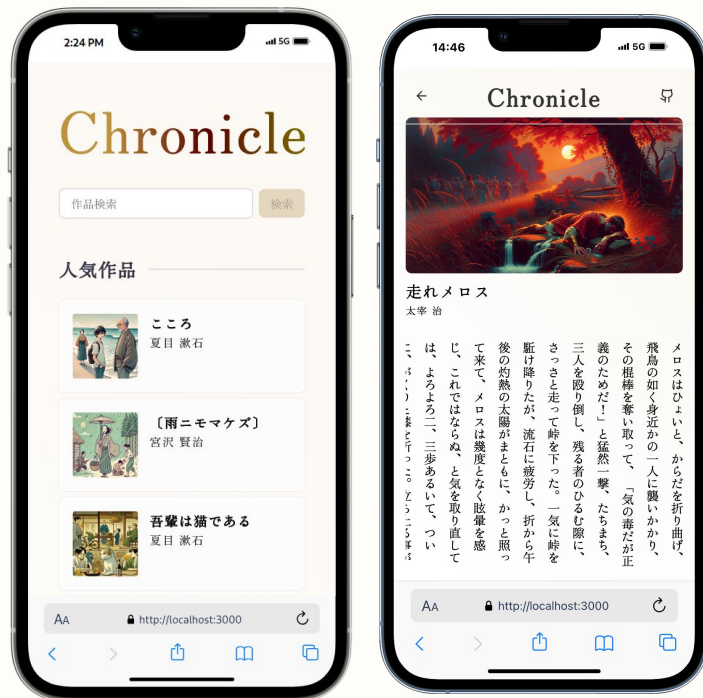 2:24 PM
5G
Chronicle
作品検索
検索
人気作品
こころ
夏目 漱石
〔雨ニモマケズ〕
宮沢 賢治
吾輩は猫である
夏目 漱石
AA
http://localhost:3000
14:46
5G
Chronicle
走れメロス
太宰 治
メロスはひょいと、からだを折り曲げ、
飛鳥の如く身近かの一人に襲いかかり、
その棍棒を奪い取って、「気の毒だが正
義のためだ!」と猛然一撃、たちまち、
三人を殴り倒し、残る者のひるむ隙に、
さっさと走って峠を下った。一気に峠を
駈け降りたが、流石に疲労し、折から午
後の灼熱の太陽がまともに、かっと照っ
て来て、メロスは幾度となく眩暈を感
じ、これではならぬ、と気を取り直して
は、よろよろ二、三歩あるいて、つい
AA
http://localhost:3000